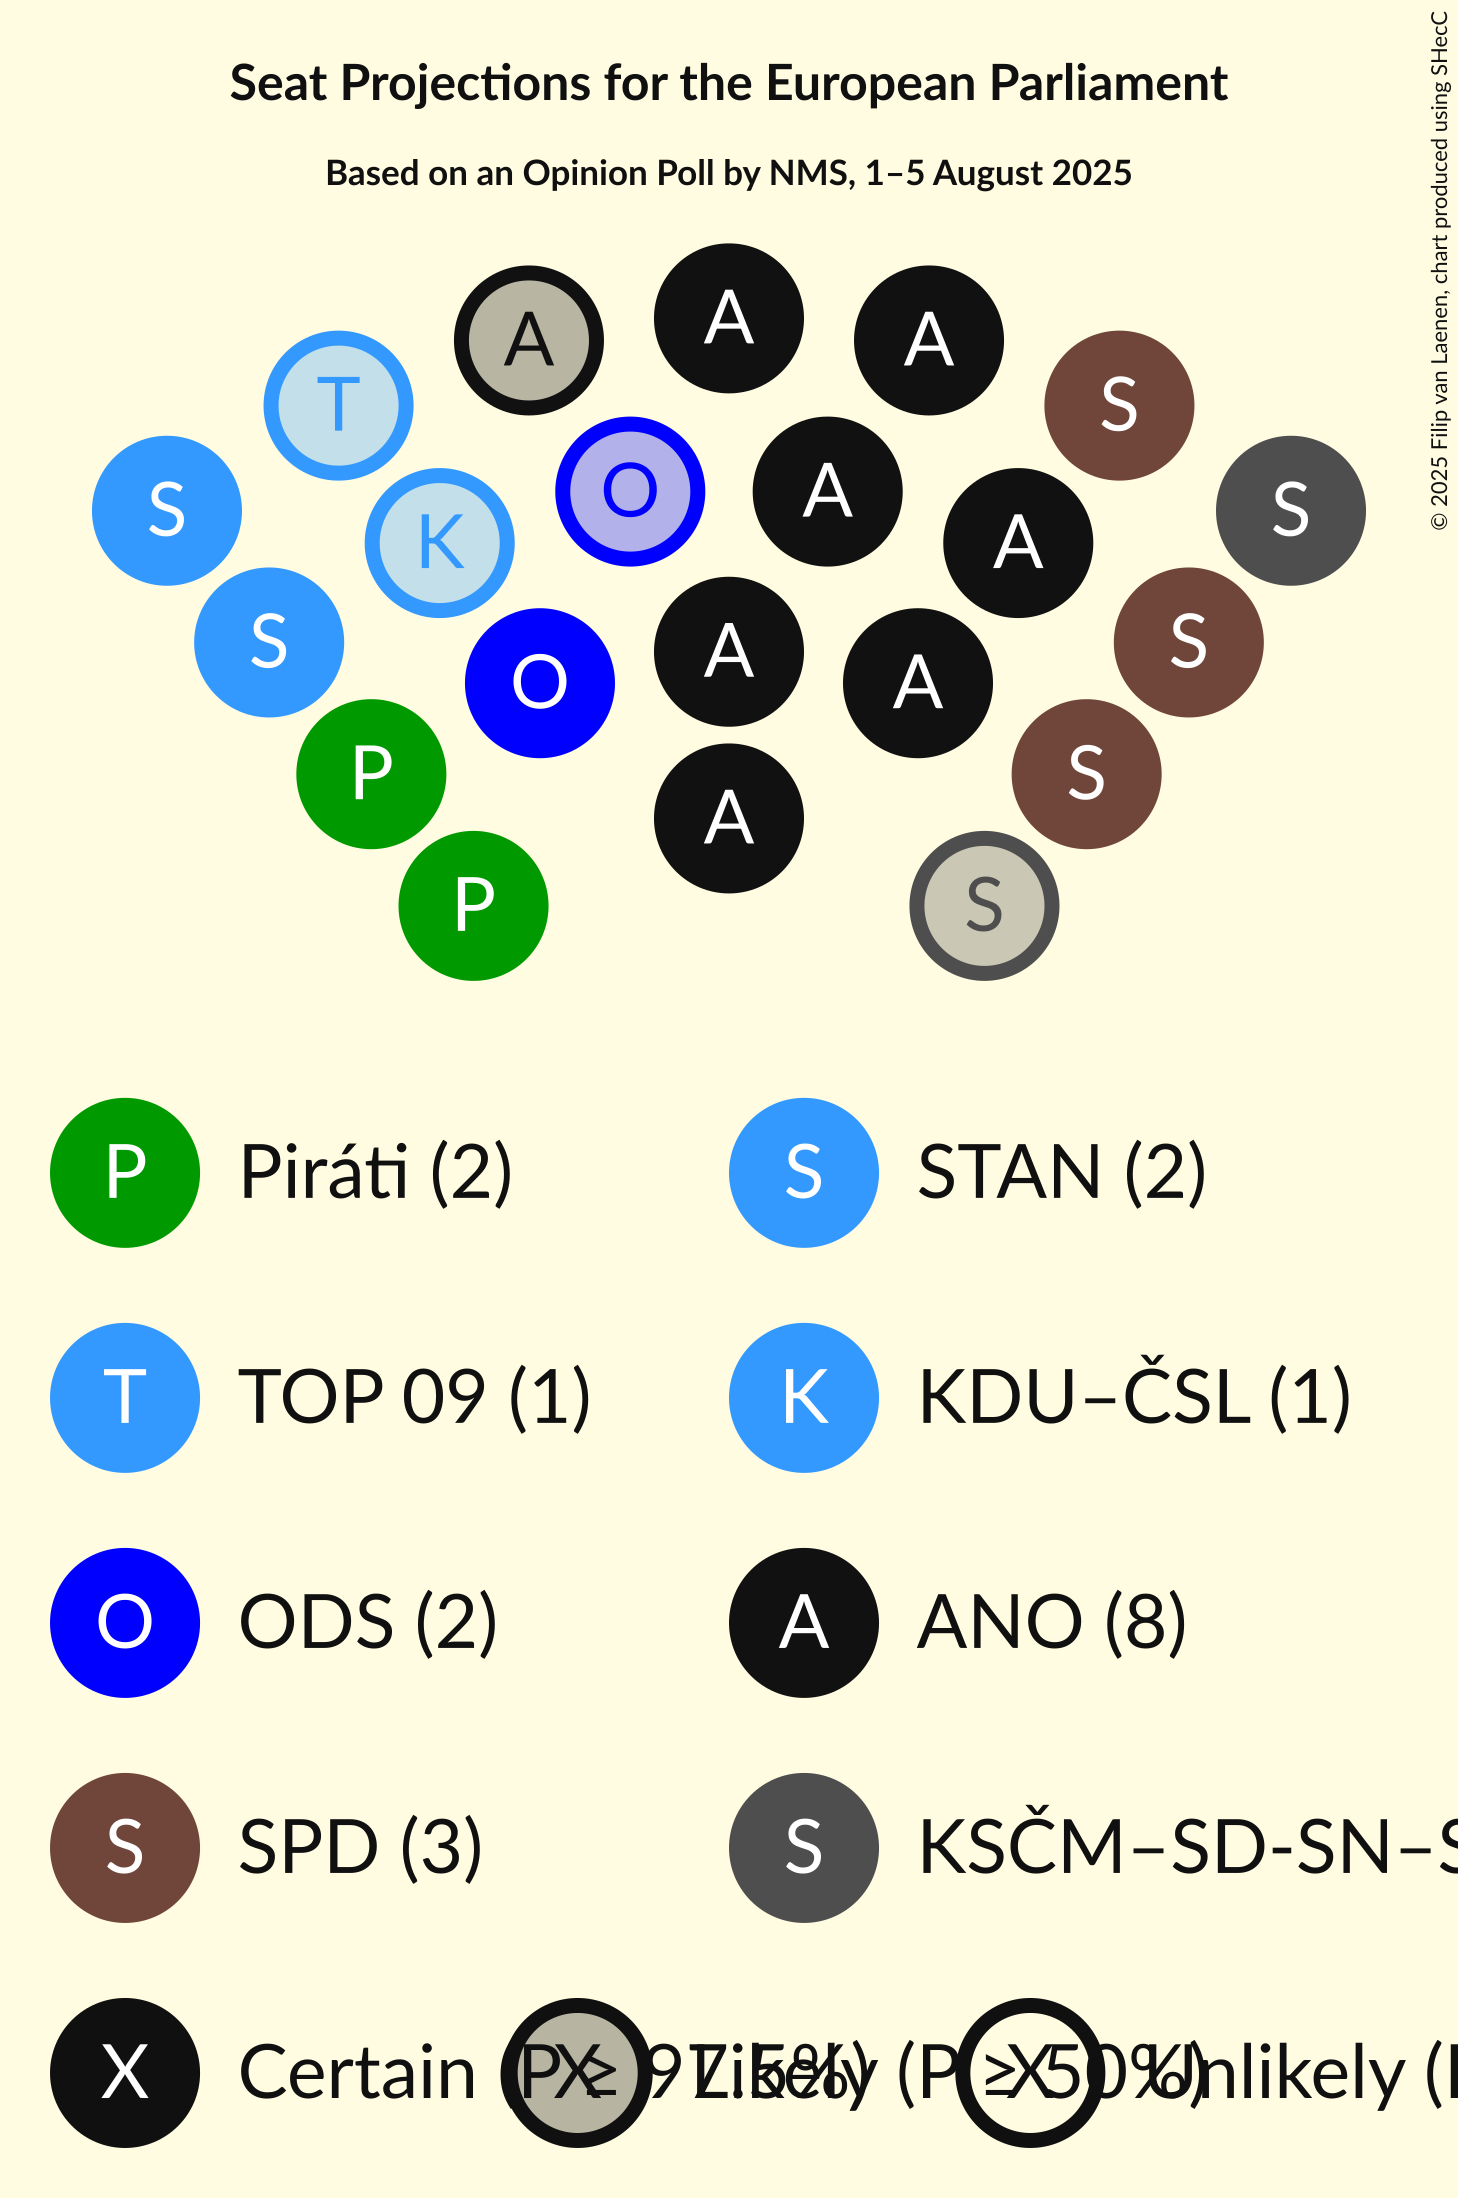 Seat Projections for the European Parliament
Based on an Opinion Poll by NMS, 1–5 August 2025
© 2025 Filip van Laenen, chart produced using SHecC
A
A A
T S
S S
O A
K A
A
S S
O A
P S
A
P S
P Piráti (2) S STAN (2)
T TOP 09 (1) K KDU–ČSL (1)
O ODS (2) A ANO (8)
S SPD (3) S KSČM–SD-SN–S
X Certain (P ≥ 97.5%) X Likely (P ≥ 50%) X Unlikely (